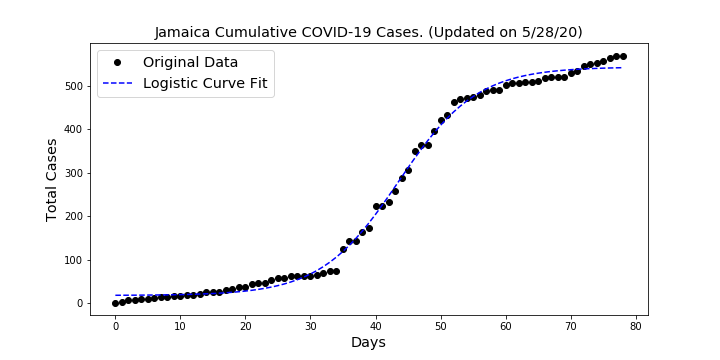 Jamaica Cumulative COVID-19 Cases. (Updated on 5/28/20)
Original Data
Logistic Curve Fit
Total Cases
500
400
300
200
100
0
0 10 20 30 40 50 60 70 80
Days